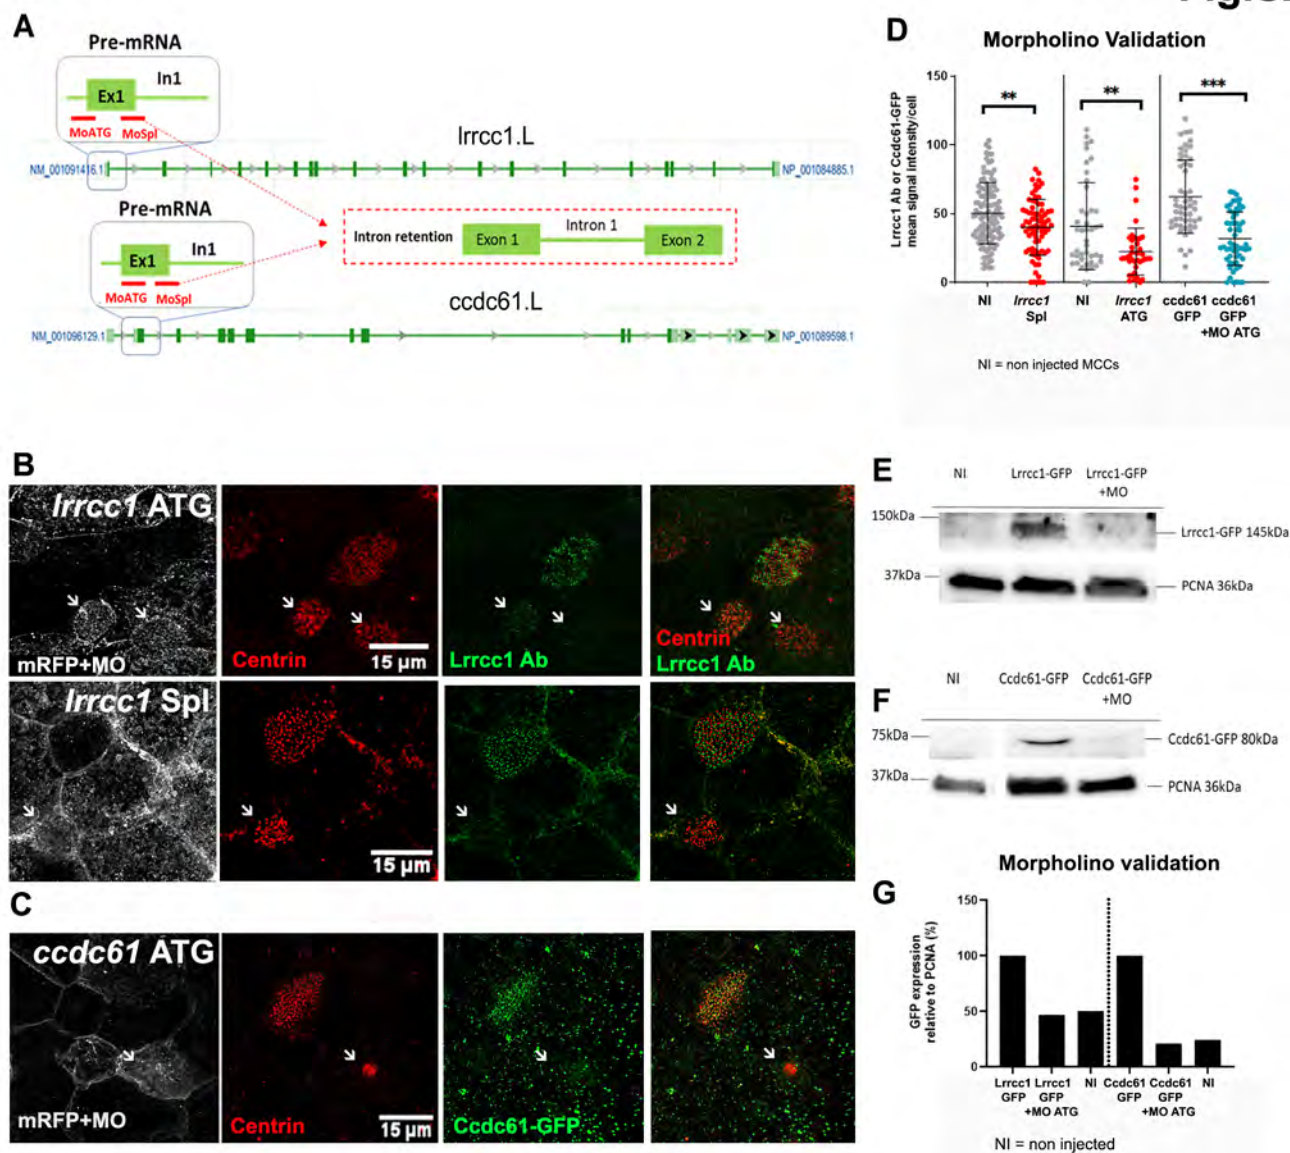 A
Pre-mRNA
In1
Ex1
MoATG
MoSpl
lrrcc1.L
NM_001091416.1
NP_001084885.1
Pre-mRNA
In1
Ex1
MoATG
MoSpl
Intron retention
Exon 1
Intron 1
Exon 2
ccdc61.L
NM_001096129.1
NP_001089598.1
D
Morpholino Validation
Lrrcc1 Ab or Ccdc61-GFP
mean signal intensity/cell
150
100
50
0
**
**
***
NI
lrrcc1
Spl
NI
lrrcc1
ATG
ccdc61
GFP
ccdc61
GFP
+MO ATG
NI = non injected MCCs
B
lrrcc1 ATG
mRFP+MO
Centrin
15 µm
Lrrcc1 Ab
Centrin
Lrrcc1 Ab
lrrcc1 Spl
15 µm
C
ccdc61 ATG
mRFP+MO
Centrin
15 µm
Ccdc61-GFP
E
NI
Lrrcc1-GFP
Lrrcc1-GFP
+MO
150kDa
Lrrcc1-GFP 145kDa
37kDa
PCNA 36kDa
F
NI
Ccdc61-GFP
Ccdc61-GFP
+MO
75kDa
Ccdc61-GFP 80kDa
37kDa
PCNA 36kDa
G
Morpholino validation
GFP expression
relative to PCNA (%)
150
100
50
0
Lrrcc1
GFP
Lrrcc1
GFP
+MO ATG
NI
Ccdc61
GFP
Ccdc61
GFP
+MO ATG
NI
NI = non injected